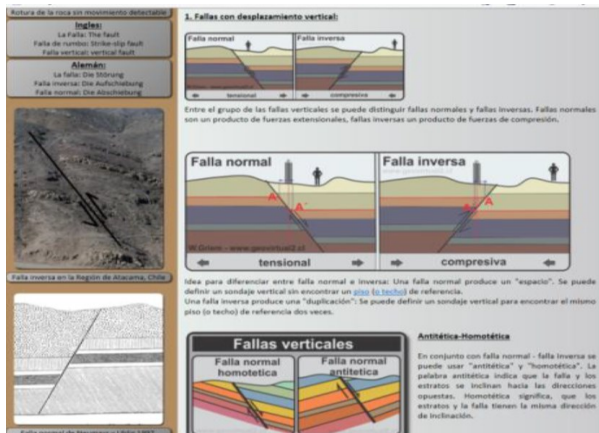 Rotura de la roca sin movimiento detectable
Ingles:
La Falla: The fault
Falla de rumbo: Strike-slip fault
Falla vertical: vertical fault
Alemán:
La falla: Die Störung
Falla inversa: Die Aufschiebung
Falla normal: Die Abschiebung
Falla inversa en la Región de Atacama, Chile
1. Fallas con desplazamiento vertical:
Falla normal
Falla inversa
tensional
compresiva
Entre el grupo de las fallas verticales se puede distinguir fallas normales y fallas inversas. Fallas normales
son un producto de fuerzas extensionales, fallas inversas un producto de fuerzas de compresión.
Falla normal
Falla inversa
www.geovirtual2.cl
A
A´
A
A´
W.Griem - www.geovirtual2.cl
tensional
compresiva
Idea para diferenciar entre falla normal e inversa: Una falla normal produce un "espacio". Se puede
definir un sondaje vertical sin encontrar un piso (o techo) de referencia.
Una falla inversa produce una "duplicación": Se puede definir un sondaje vertical para encontrar el mismo
piso (o techo) de referencia dos veces.
Fallas verticales
Falla normal
homotetica
Falla normal
antitetica
Antitética-Homotética
En conjunto con falla normal - falla inversa se
puede usar "antitética" y "homotética". La
palabra antitética indica que la falla y los
estratos se inclinan hacia las direcciones
opuestas. Homotética significa, que los
estratos y la falla tienen la misma dirección
de inclinación.